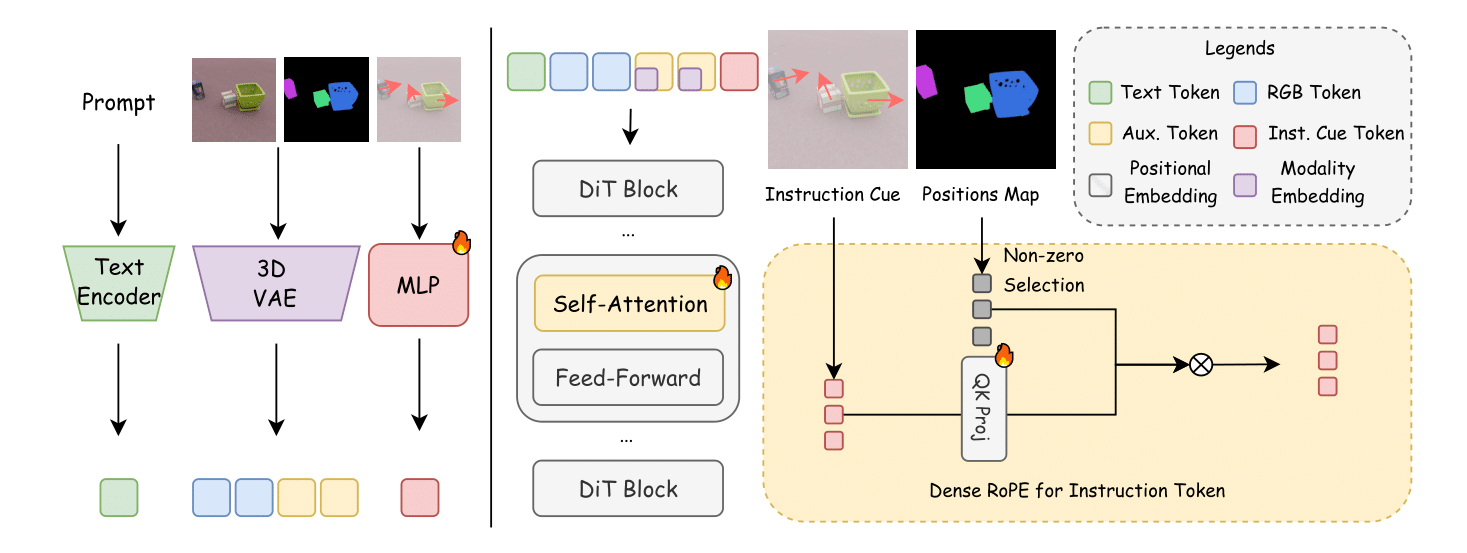 Prompt
Text
Encoder
3D
VAE
MLP
DiT Block
...
Self-Attention
Feed-Forward
...
DiT Block
Instruction Cue
Positions Map
Legends
Text Token
RGB Token
Aux. Token
Inst. Cue Token
Positional
Embedding
Modality
Embedding
Non-zero
Selection
QK Proj
Dense RoPE for Instruction Token